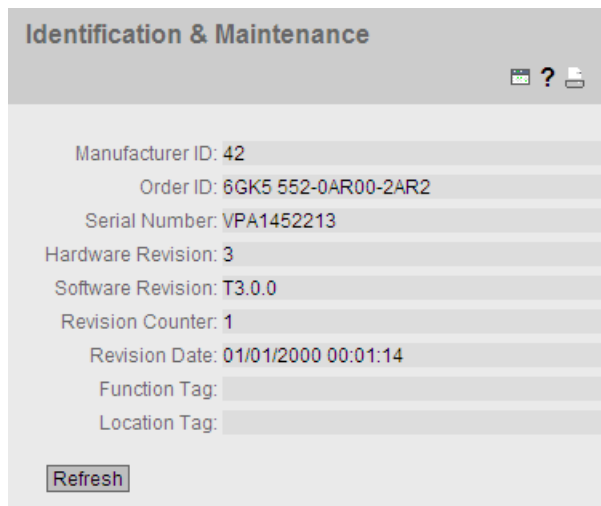 Identification & Maintenance
?
Manufacturer ID: 42
Order ID: 6GK5 552-0AR00-2AR2
Serial Number: VPA1452213
Hardware Revision: 3
Software Revision: T3.0.0
Revision Counter: 1
Revision Date: 01/01/2000 00:01:14
Function Tag:
Location Tag:
Refresh